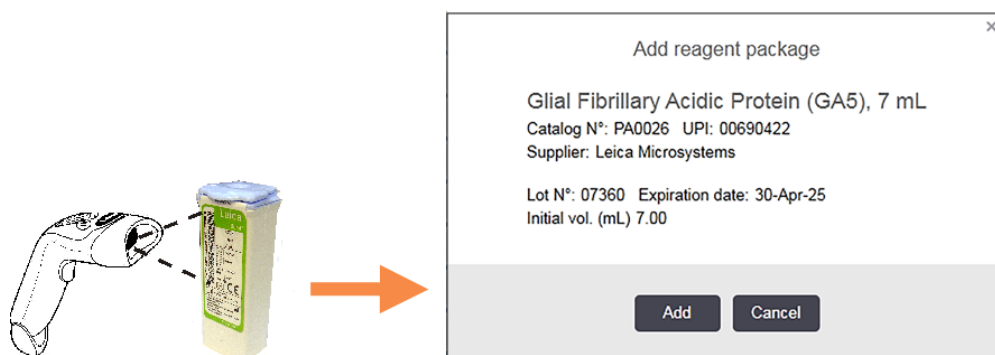 Leica
Add reagent package
×
Glial Fibrillary Acidic Protein (GA5), 7 mL
Catalog N°: PA0026 UPI: 00690422
Supplier: Leica Microsystems
Lot N°: 07360 Expiration date: 30-Apr-25
Initial vol. (mL) 7.00
Add
Cancel